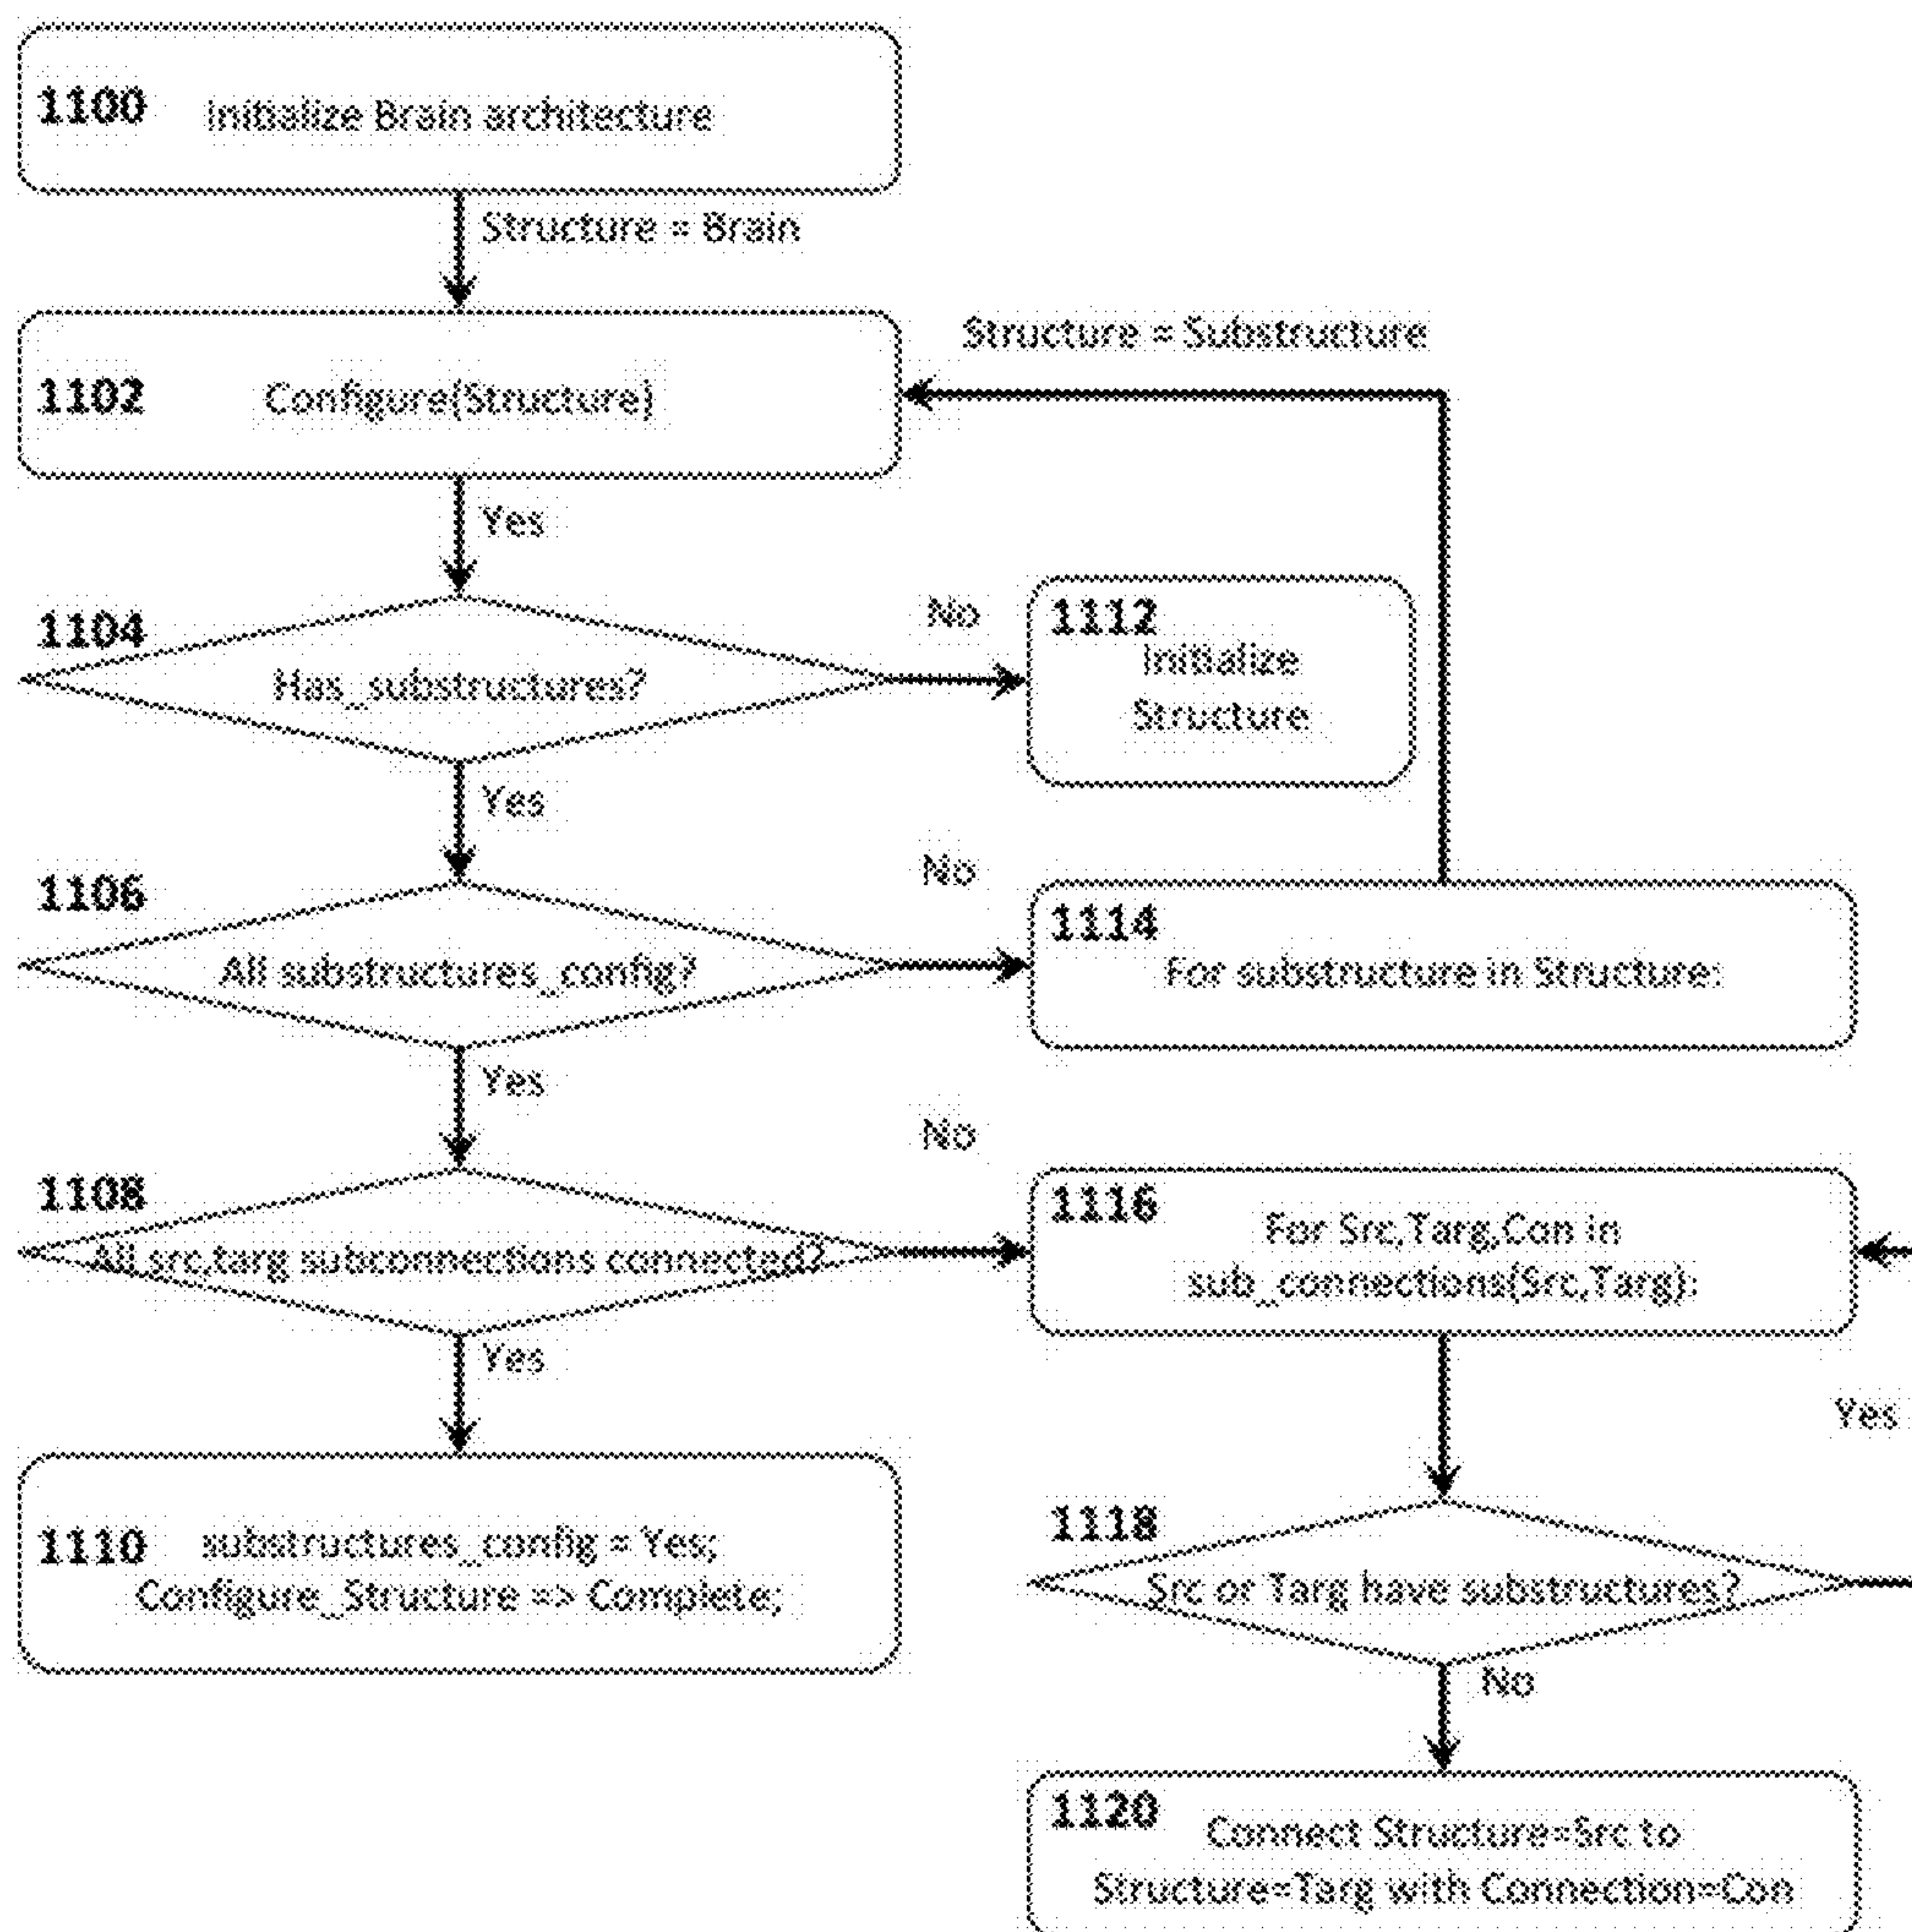 1100 Initialize Brain architecture
Structure = Brain
Structure = Substructure
1102 Configure(Structure)
Yes
1104
Has_substructures?
No
1112
Initialize
Structure
Yes
1106
All substructures_config?
No
1114
For substructure in Structure:
Yes
1108
All src,targ subconnections connected?
No
1116
For Src,Targ,Con in
sub_connections(Src,Targ):
Yes
Yes
1110 substructures_config = Yes;
Configure_Structure => Complete;
1118
Src or Targ have substructures?
No
1120
Connect Structure=Src to
Structure=Targ with Connection=Con